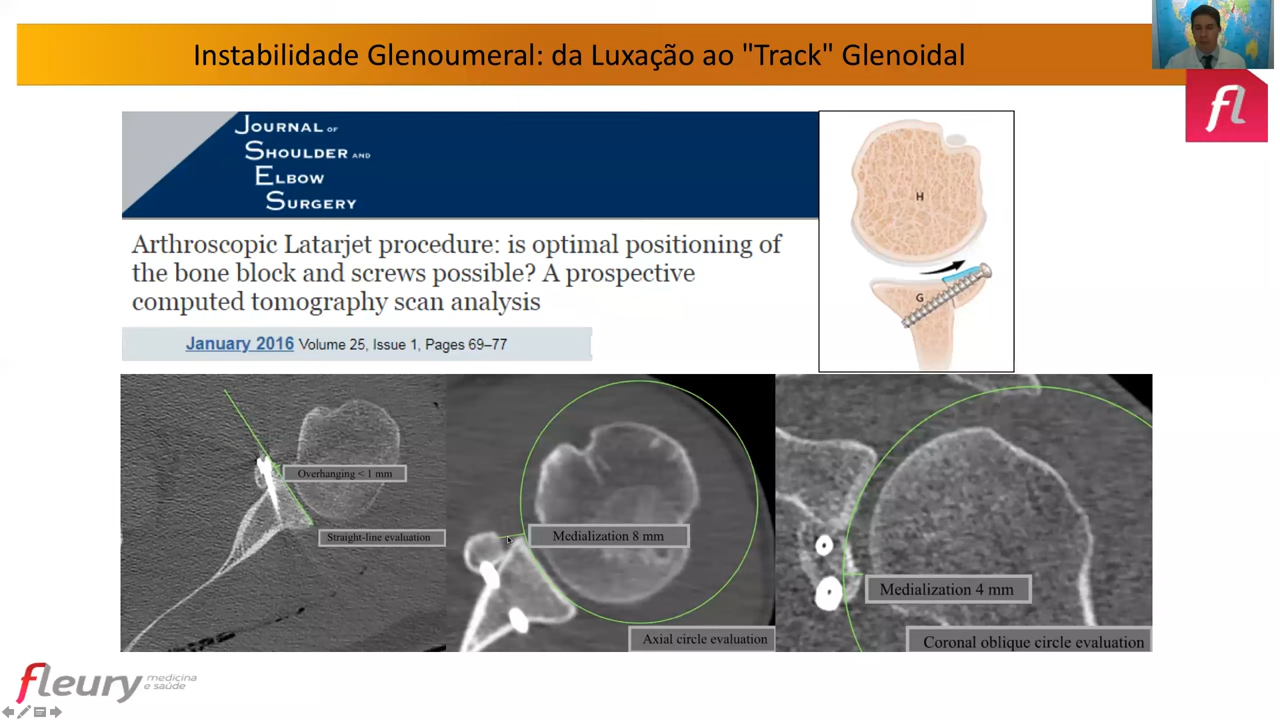 Instabilidade Glenoumeral: da Luxação ao "Track" Glenoidal
fl
JOURNAL OF
SHOULDER AND
ELBOW
SURGERY
Arthroscopic Latarjet procedure: is optimal positioning of
the bone block and screws possible? A prospective
computed tomography scan analysis
January 2016 Volume 25, Issue 1, Pages 69–77
H
G
Overhanging < 1 mm
Straight-line evaluation
Medialization 8 mm
Axial circle evaluation
Medialization 4 mm
Coronal oblique circle evaluation
fleury medicina
e saúde